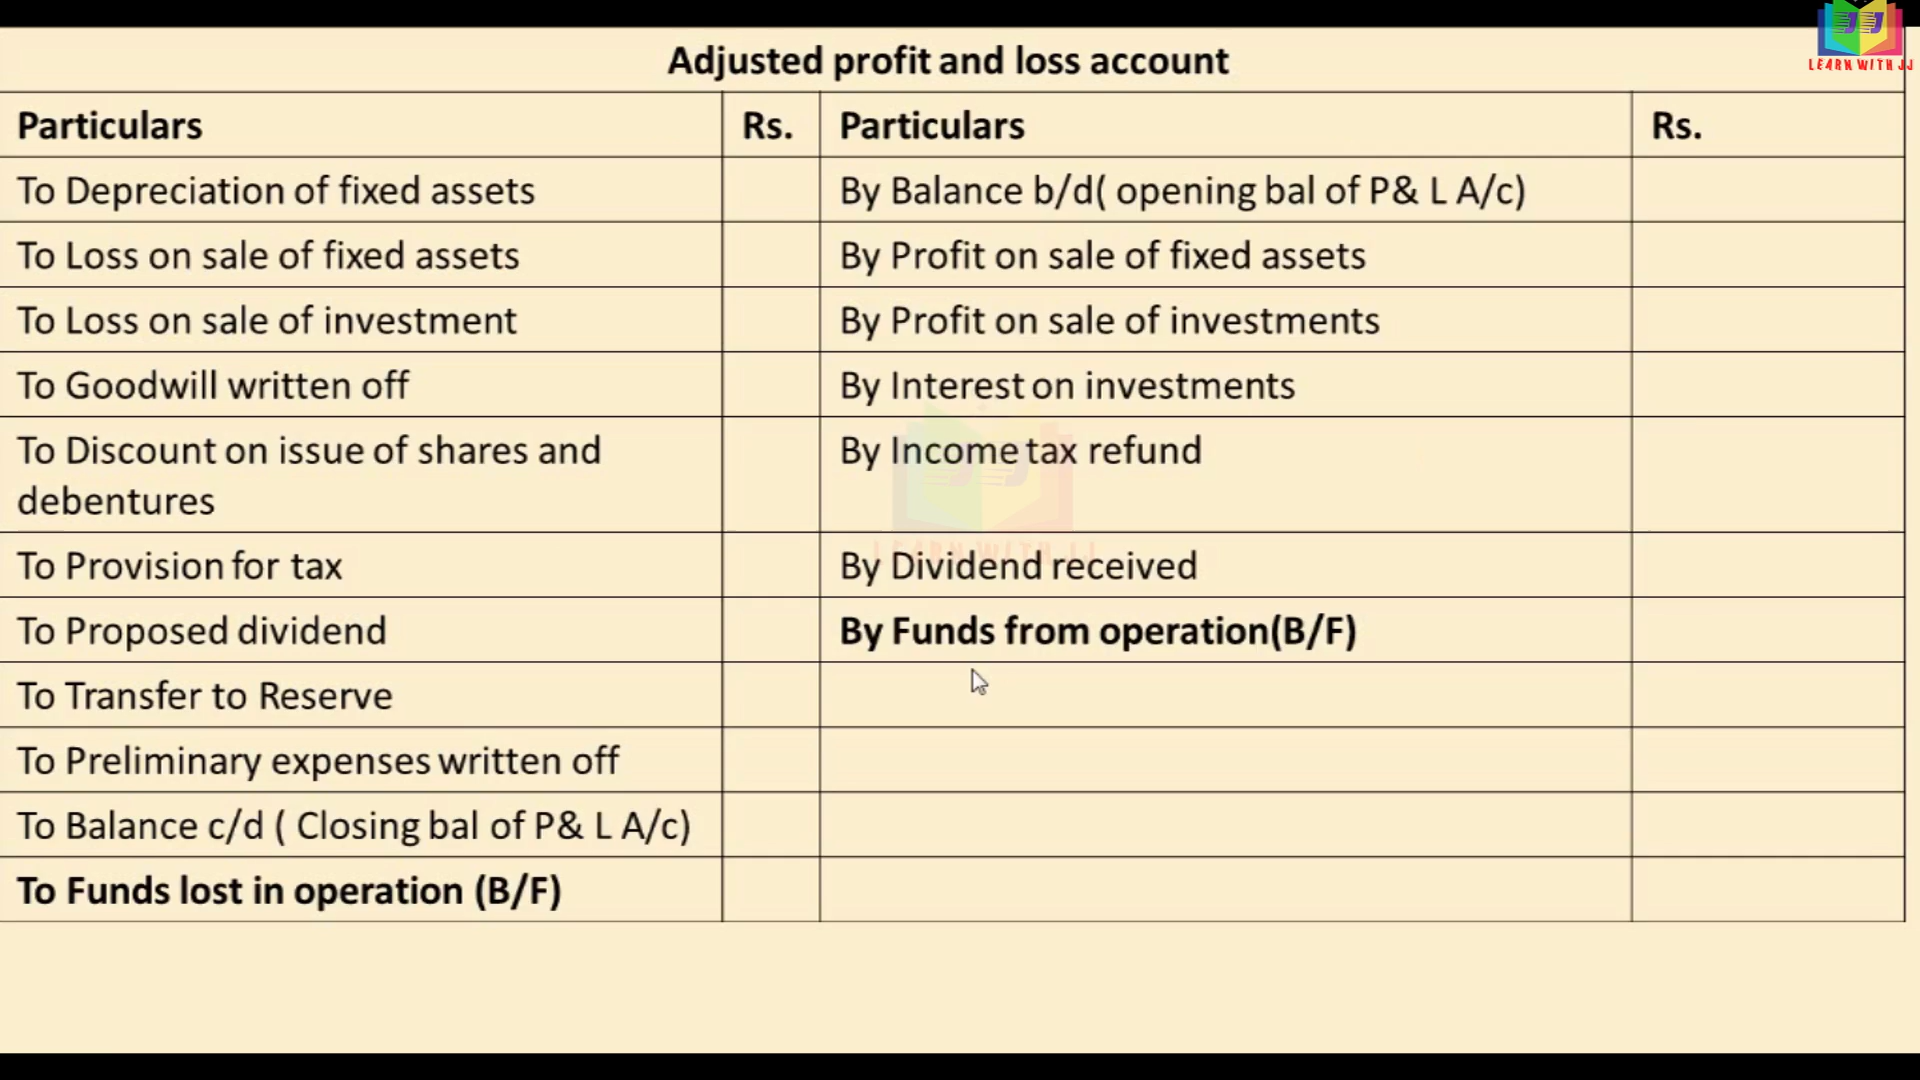 LEARN WITH JJ
Adjusted profit and loss account
Particulars Rs. Particulars Rs.
To Depreciation of fixed assets By Balance b/d( opening bal of P& L A/c)
To Loss on sale of fixed assets By Profit on sale of fixed assets
To Loss on sale of investment By Profit on sale of investments
To Goodwill written off By Interest on investments
To Discount on issue of shares and By Income tax refund
debentures
LEARN WITH JJ
To Provision for tax By Dividend received
To Proposed dividend By Funds from operation(B/F)
To Transfer to Reserve
To Preliminary expenses written off
To Balance c/d ( Closing bal of P& L A/c)
To Funds lost in operation (B/F)